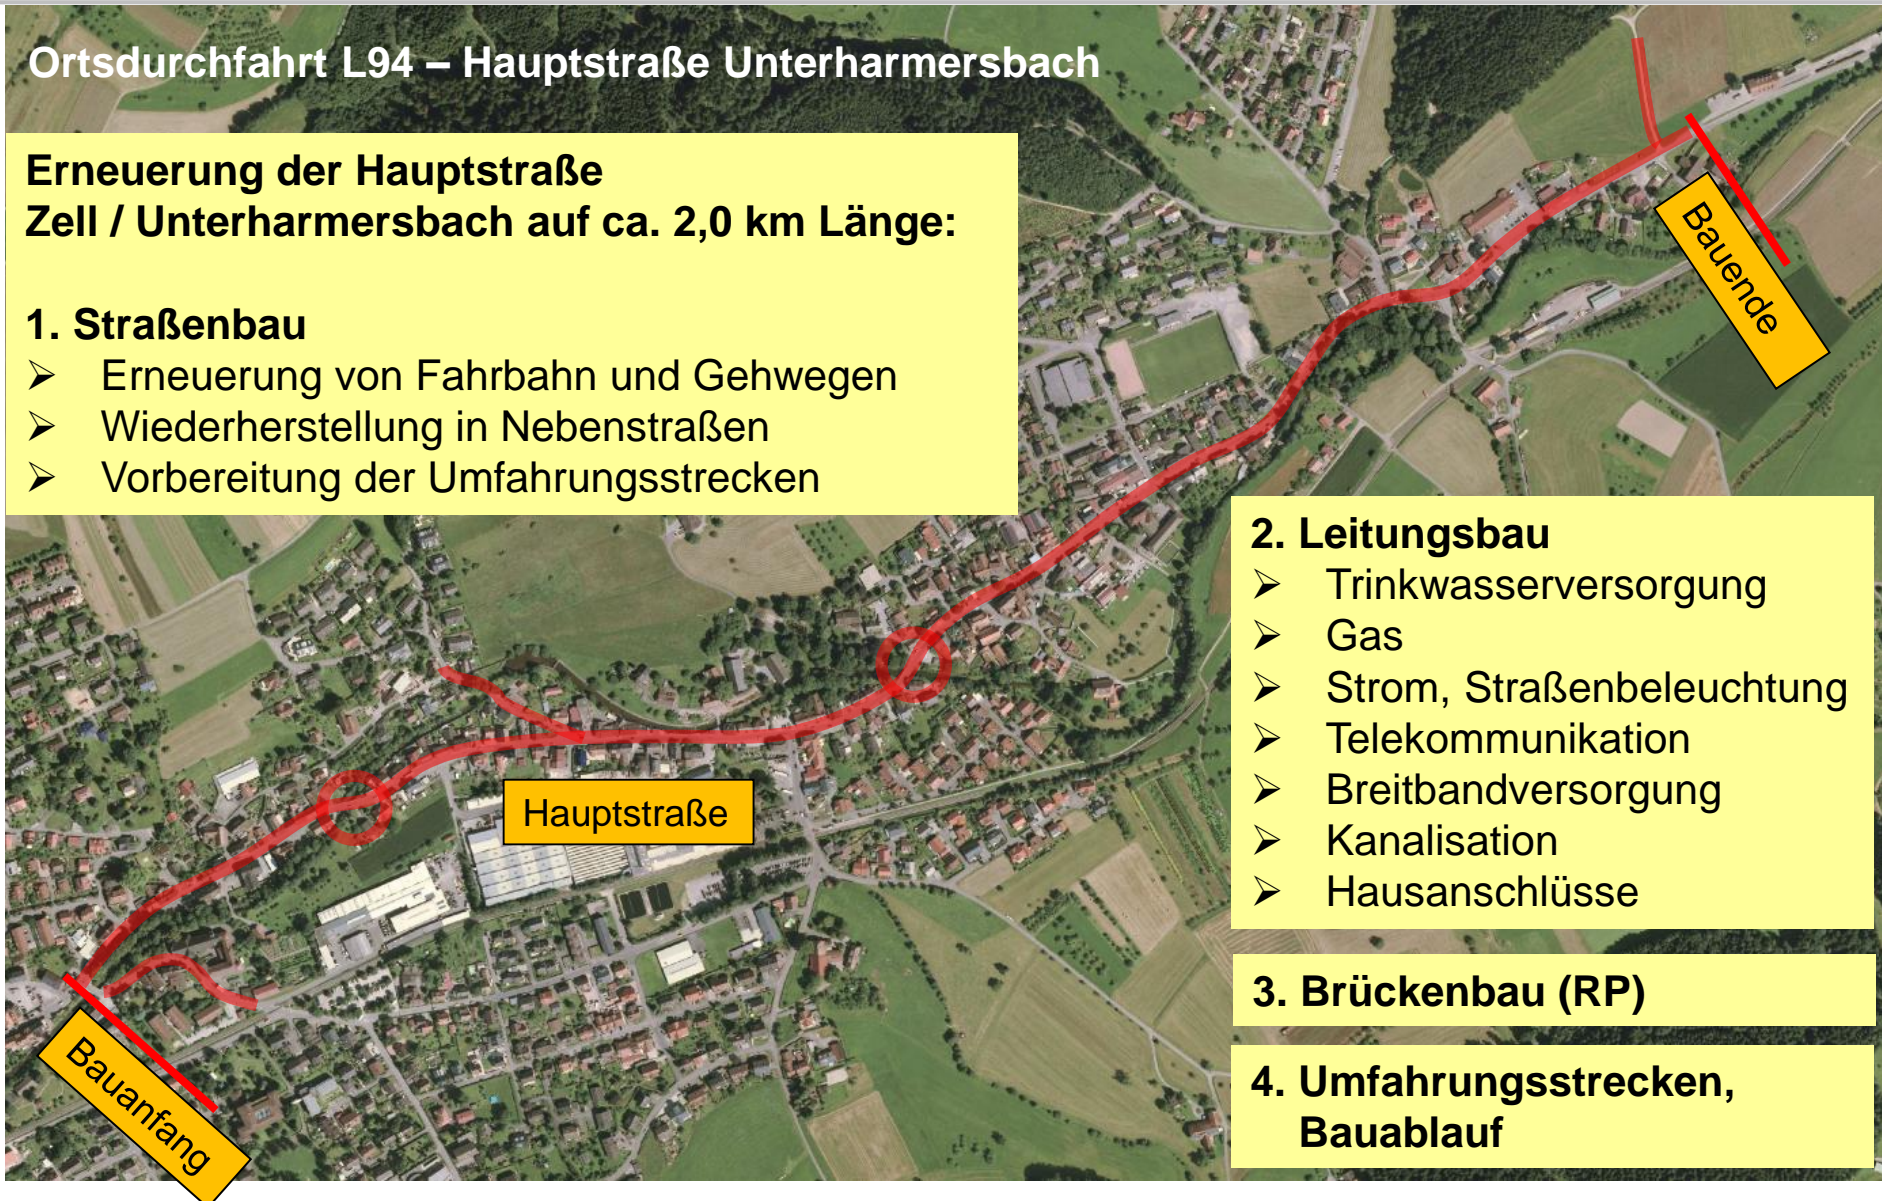 Ortsdurchfahrt L94 – Hauptstraße Unterharmersbach
Erneuerung der Hauptstraße
Zell / Unterharmersbach auf ca. 2,0 km Länge:
1. Straßenbau
➢ Erneuerung von Fahrbahn und Gehwegen
➢ Wiederherstellung in Nebenstraßen
➢ Vorbereitung der Umfahrungsstrecken
Bauende
2. Leitungsbau
➢ Trinkwasserversorgung
➢ Gas
➢ Strom, Straßenbeleuchtung
➢ Telekommunikation
➢ Breitbandversorgung
➢ Kanalisation
➢ Hausanschlüsse
Hauptstraße
3. Brückenbau (RP)
4. Umfahrungsstrecken,
Bauablauf
Bauanfang